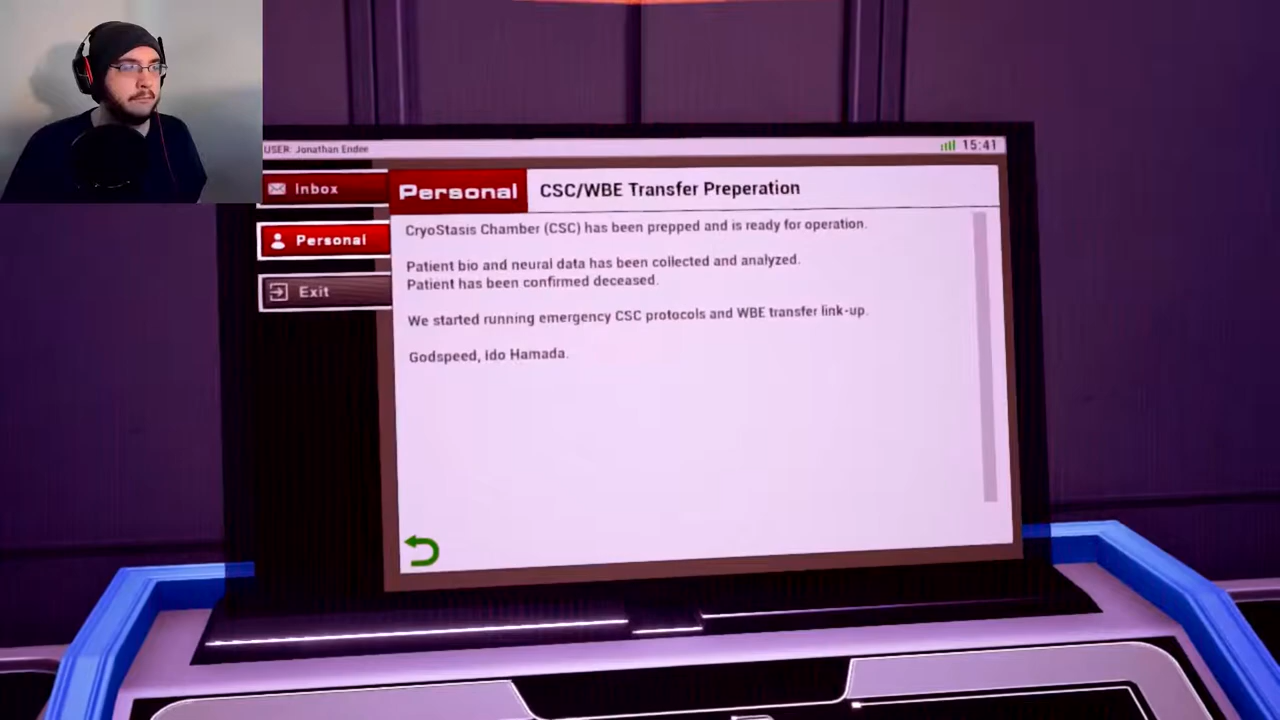 USER: Jonathan Endee
15:41
Inbox
Personal
Exit
Personal
CSC/WBE Transfer Preperation
CryoStasis Chamber (CSC) has been prepped and is ready for operation.
Patient bio and neural data has been collected and analyzed.
Patient has been confirmed deceased.
We started running emergency CSC protocols and WBE transfer link-up.
Godspeed, Ido Hamada.